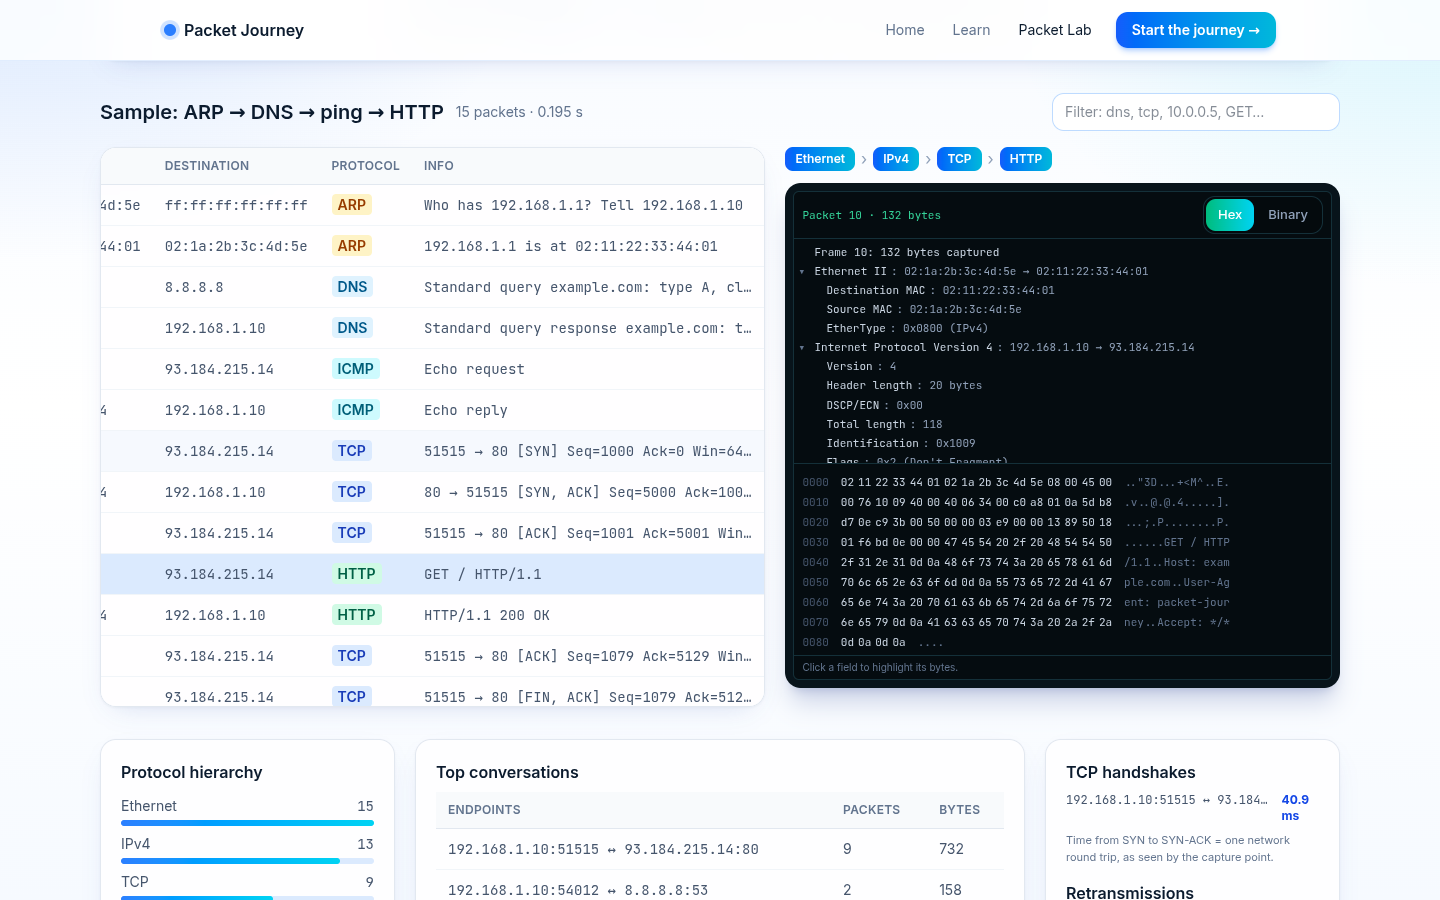 Packet Journey
Home Learn Packet Lab Start the journey →
Sample: ARP → DNS → ping → HTTP 15 packets · 0.195 s
Filter: dns, tcp, 10.0.0.5, GET…
DESTINATION PROTOCOL INFO
4d:5e ff:ff:ff:ff:ff:ff ARP Who has 192.168.1.1? Tell 192.168.1.10
44:01 02:1a:2b:3c:4d:5e ARP 192.168.1.1 is at 02:11:22:33:44:01
8.8.8.8 DNS Standard query example.com: type A, cl…
192.168.1.10 DNS Standard query response example.com: t…
93.184.215.14 ICMP Echo request
4 192.168.1.10 ICMP Echo reply
93.184.215.14 TCP 51515 → 80 [SYN] Seq=1000 Ack=0 Win=64…
4 192.168.1.10 TCP 80 → 51515 [SYN, ACK] Seq=5000 Ack=100…
93.184.215.14 TCP 51515 → 80 [ACK] Seq=1001 Ack=5001 Win…
93.184.215.14 HTTP GET / HTTP/1.1
4 192.168.1.10 HTTP HTTP/1.1 200 OK
93.184.215.14 TCP 51515 → 80 [ACK] Seq=1079 Ack=5129 Win…
93.184.215.14 TCP 51515 → 80 [FIN, ACK] Seq=1079 Ack=512…
Ethernet › IPv4 › TCP › HTTP
Packet 10 · 132 bytes Hex Binary
Frame 10: 132 bytes captured
▾ Ethernet II : 02:1a:2b:3c:4d:5e → 02:11:22:33:44:01
Destination MAC : 02:11:22:33:44:01
Source MAC : 02:1a:2b:3c:4d:5e
EtherType : 0x0800 (IPv4)
▾ Internet Protocol Version 4 : 192.168.1.10 → 93.184.215.14
Version : 4
Header length : 20 bytes
DSCP/ECN : 0x00
Total length : 118
Identification : 0x1009
Flags : 0x2 (Don't Fragment)
0000 02 11 22 33 44 01 02 1a 2b 3c 4d 5e 08 00 45 00 .."3D...+<M^..E.
0010 00 76 10 09 40 00 40 06 34 00 c0 a8 01 0a 5d b8 .v..@.@.4.....].
0020 d7 0e c9 3b 00 50 00 00 03 e9 00 00 13 89 50 18 ...;.P........P.
0030 01 f6 bd 0e 00 00 47 45 54 20 2f 20 48 54 54 50 ......GET / HTTP
0040 2f 31 2e 31 0d 0a 48 6f 73 74 3a 20 65 78 61 6d /1.1..Host: exam
0050 70 6c 65 2e 63 6f 6d 0d 0a 55 73 65 72 2d 41 67 ple.com..User-Ag
0060 65 6e 74 3a 20 70 61 63 6b 65 74 2d 6a 6f 75 72 ent: packet-jour
0070 6e 65 79 0d 0a 41 63 63 65 70 74 3a 20 2a 2f 2a ney..Accept: */*
0080 0d 0a 0d 0a ....
Click a field to highlight its bytes.
Protocol hierarchy
Ethernet 15
IPv4 13
TCP 9
Top conversations
ENDPOINTS PACKETS BYTES
192.168.1.10:51515 ↔ 93.184.215.14:80 9 732
192.168.1.10:54012 ↔ 8.8.8.8:53 2 158
TCP handshakes
192.168.1.10:51515 ↔ 93.184… 40.9 ms
Time from SYN to SYN-ACK = one network
round trip, as seen by the capture point.
Retransmissions